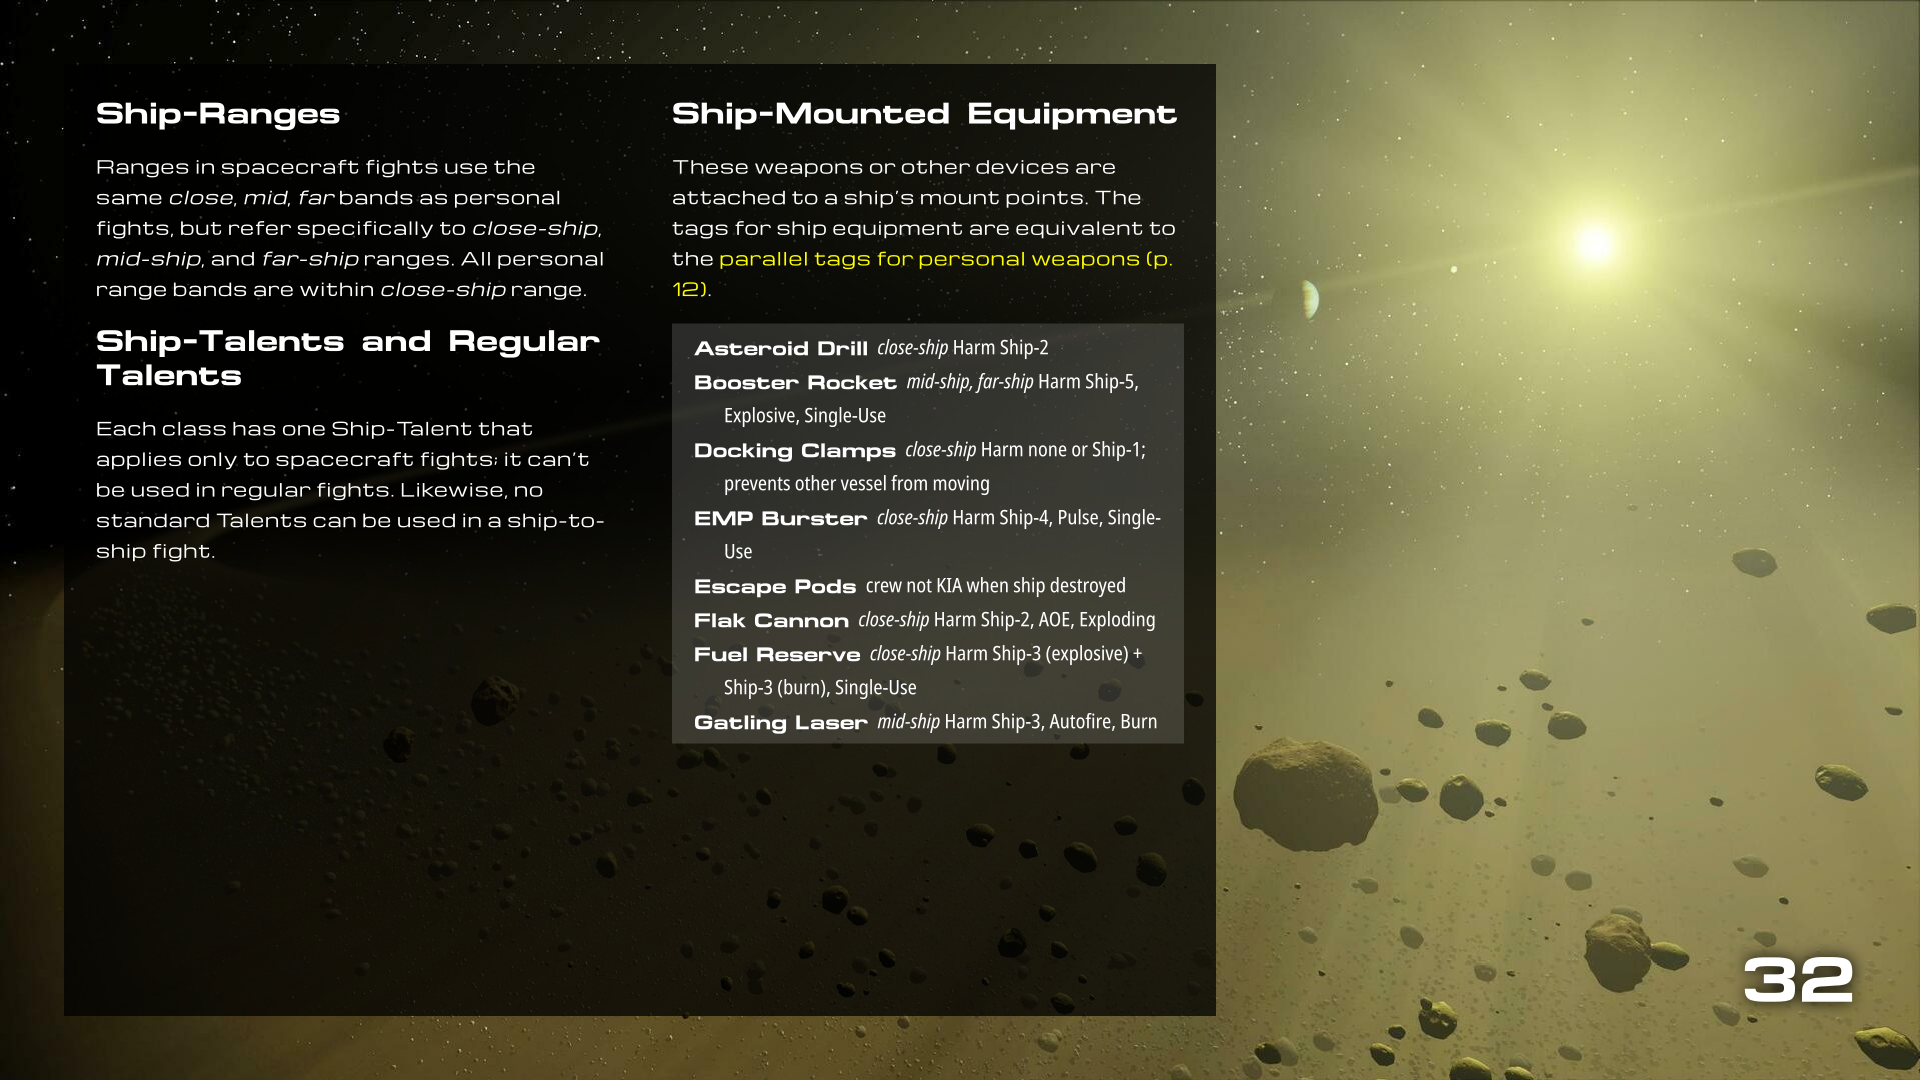 Ship-Ranges
Ranges in spacecraft fights use the
same close, mid, far bands as personal
fights, but refer specifically to close-ship,
mid-ship, and far-ship ranges. All personal
range bands are within close-ship range.
Ship-Talents and Regular
Talents
Each class has one Ship-Talent that
applies only to spacecraft fights; it can't
be used in regular fights. Likewise, no
standard Talents can be used in a ship-to-
ship fight.
Ship-Mounted Equipment
These weapons or other devices are
attached to a ship's mount points. The
tags for ship equipment are equivalent to
the parallel tags for personal weapons (p.
12).
Asteroid Drill close-ship Harm Ship-2
Booster Rocket mid-ship, far-ship Harm Ship-5,
Explosive, Single-Use
Docking Clamps close-ship Harm none or Ship-1;
prevents other vessel from moving
EMP Burster close-ship Harm Ship-4, Pulse, Single-
Use
Escape Pods crew not KIA when ship destroyed
Flak Cannon close-ship Harm Ship-2, AOE, Exploding
Fuel Reserve close-ship Harm Ship-3 (explosive) +
Ship-3 (burn), Single-Use
Gatling Laser mid-ship Harm Ship-3, Autofire, Burn
32